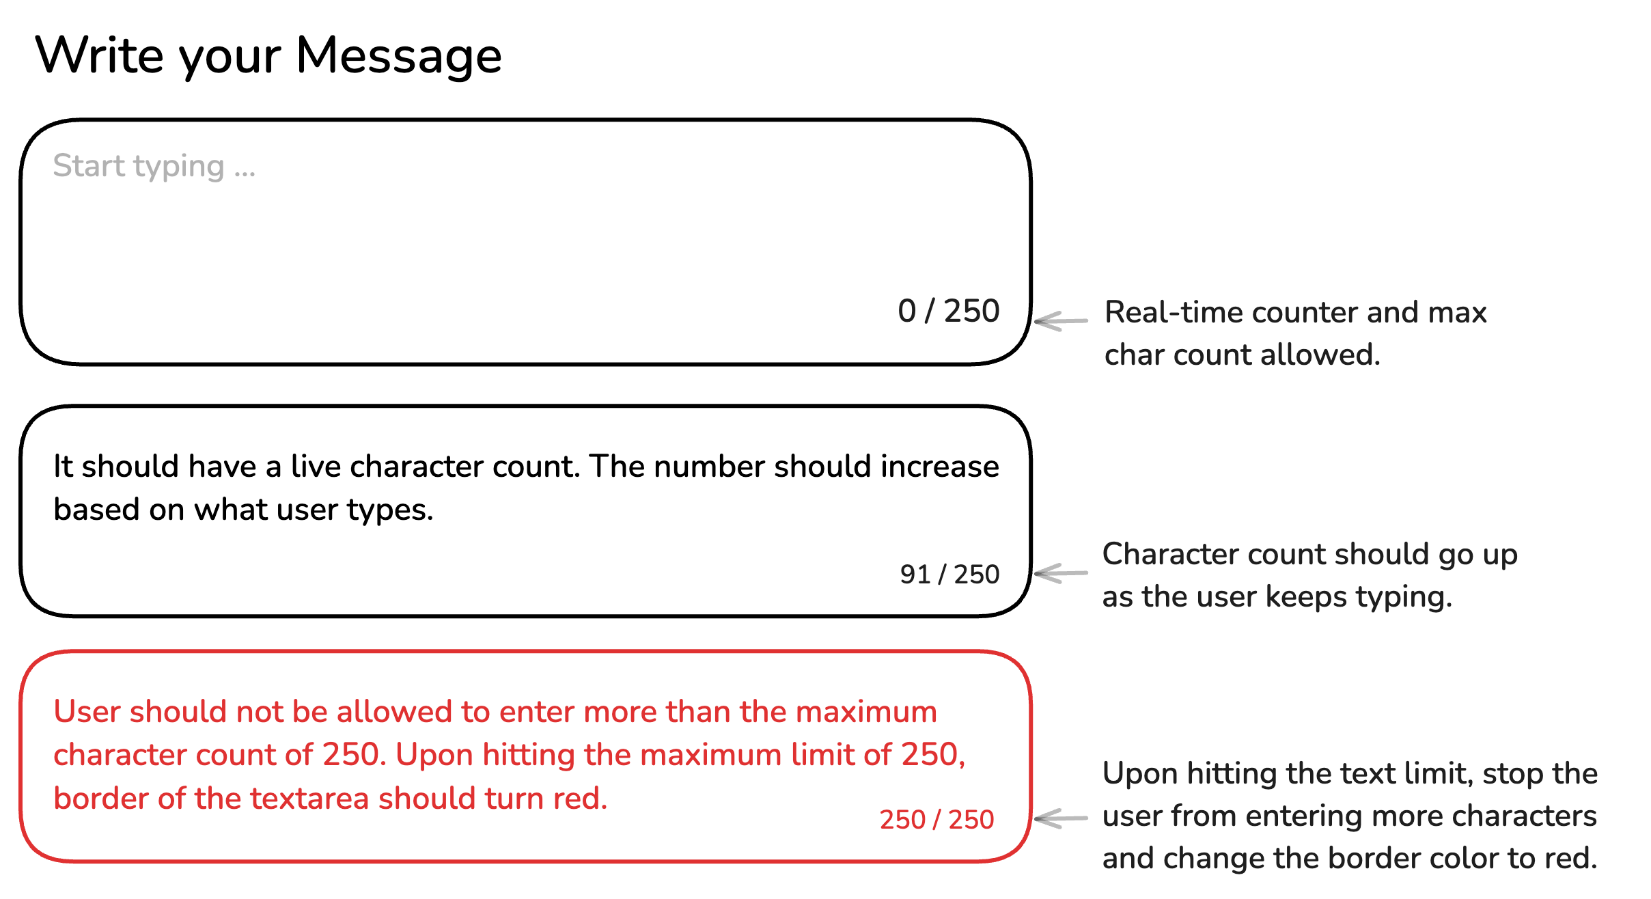 Write your Message
Start typing ...
0 / 250
Real-time counter and max
char count allowed.
It should have a live character count. The number should increase
based on what user types.
91 / 250
Character count should go up
as the user keeps typing.
User should not be allowed to enter more than the maximum
character count of 250. Upon hitting the maximum limit of 250,
border of the textarea should turn red.
250 / 250
Upon hitting the text limit, stop the
user from entering more characters
and change the border color to red.